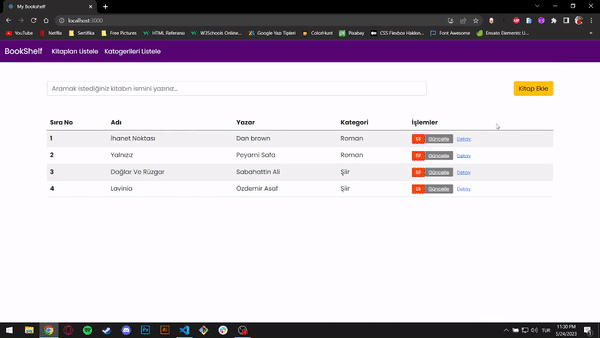 My Bookshelf
localhost:3000
YouTube Netflix Sertifika Free Pictures HTML Referansı W3Schools Online... Google Yazı Tipleri ColorHunt Pixabay CSS Flexbox Hakkın... Font Awesome Envato Elements: U...
BookShelf Kitapları Listele Katogerileri Listele
Aramak istediğiniz kitabın ismini yazınız... Kitap Ekle
Sıra No Adı Yazar Kategori İşlemler
1 İhanet Noktası Dan brown Roman Sil Güncelle Detay
2 Yalnızız Peyami Safa Roman Sil Güncelle Detay
3 Dağlar Ve Rüzgar Sabahattin Ali Şiir Sil Güncelle Detay
4 Lavinia Özdemir Asaf Şiir Sil Güncelle Detay
TUR
11:30 PM
5/24/2023